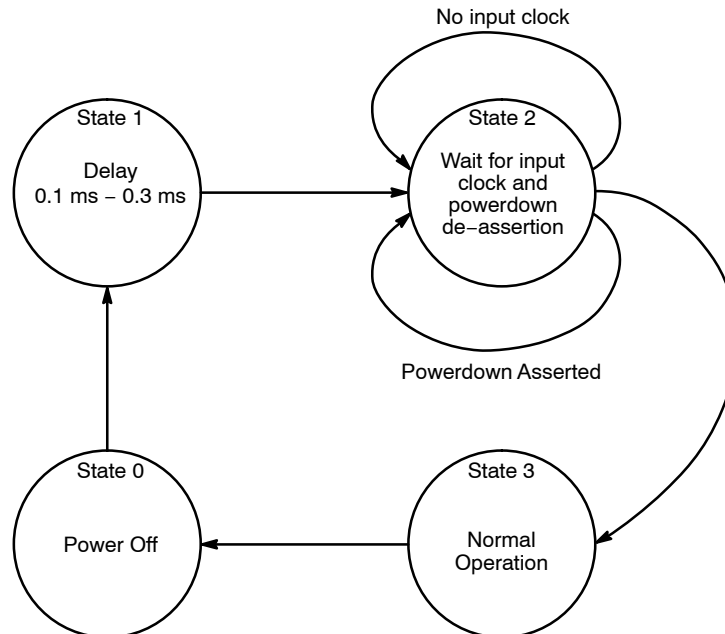 No input clock
State 1
Delay
0.1 ms − 0.3 ms
State 2
Wait for input
clock and
powerdown
de−assertion
Powerdown Asserted
State 0
Power Off
State 3
Normal
Operation